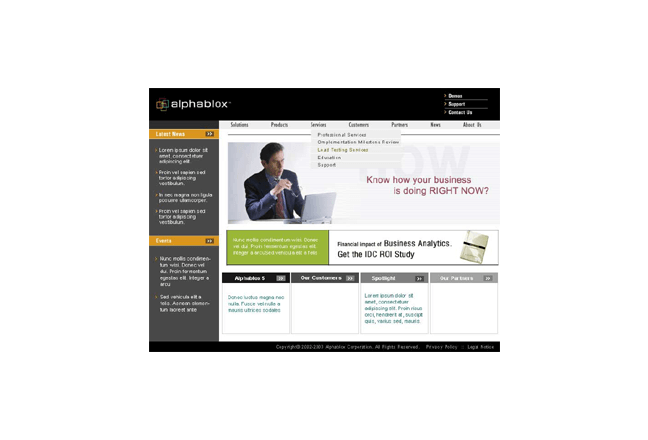 alphablox
Demos
Support
Contact Us
Solutions Products Services Customers Partners News About Us
Latest News
Professional Services
Implementation Milestone Review
Load Testing Services
Education
Support
Lorem ipsum dolor sit
amet, consectetuer
adipiscing elit.
Proin vel sapien sed
tortor adipiscing
vestibulum.
In nec magna non ligula
posuere ullamcorper.
Proin vel sapien sed
tortor adipiscing
vestibulum.
NOW
Know how your business
is doing RIGHT NOW?
Events
Nunc mollis condimen-
tum wisi. Donec vel
dui. Proin fermentum
egestas elit. Integer a
arcu
Sed vehicula elit a
felis. Aenean elemen-
tum laoreet ante
Nunc mollis condimentum wisi. Donec
vel dui. Proin fermentum egestas elit.
Integer a arcu.Sed vehicula elit a felis
Financial Impact of Business Analytics.
Get the IDC ROI Study
Alphablox 5 Our Customers Spotlight Our Partners
Donec luctus magna non
nulla. Fusce vehicula a
mauris ultrices sodales
Lorem ipsum dolor sit
amet, consectetuer
adipiscing elit. Proin risus
orci, hendrerit at, suscipit
quis, varius sed, mauris.
Copyright© 2002-2001 Alphablox Corporation. All Rights Reserved. Privacy Policy | Legal Notice